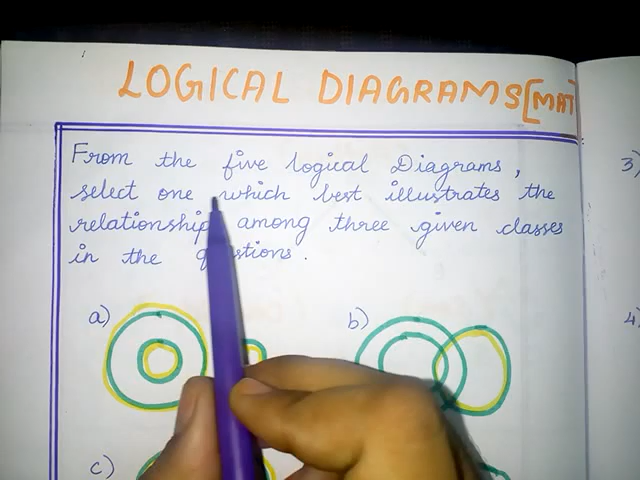 LOGICAL DIAGRAMS[MAT
From the five logical Diagrams,
select one which best illustrates the
relationship among three given classes
in the questions.
a)
b)
c)
3)
4)